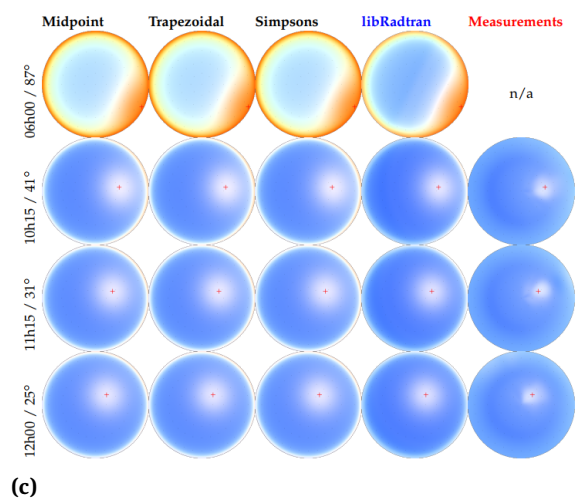 Midpoint Trapezoidal Simpsons libRadtran Measurements
06h00 / 87°
n/a
10h15 / 41°
11h15 / 31°
12h00 / 25°
(c)